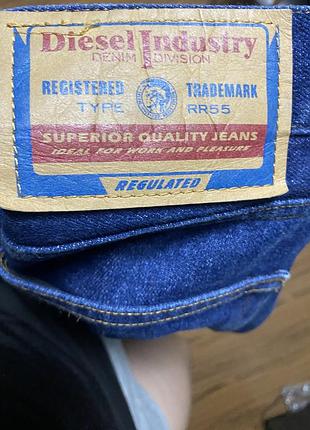 Diesel Industry
DENIM DIVISION
REGISTERED TRADEMARK
TYPE RR55
SUPERIOR QUALITY JEANS
IDEAL FOR WORK AND PLEASURE
REGULATED